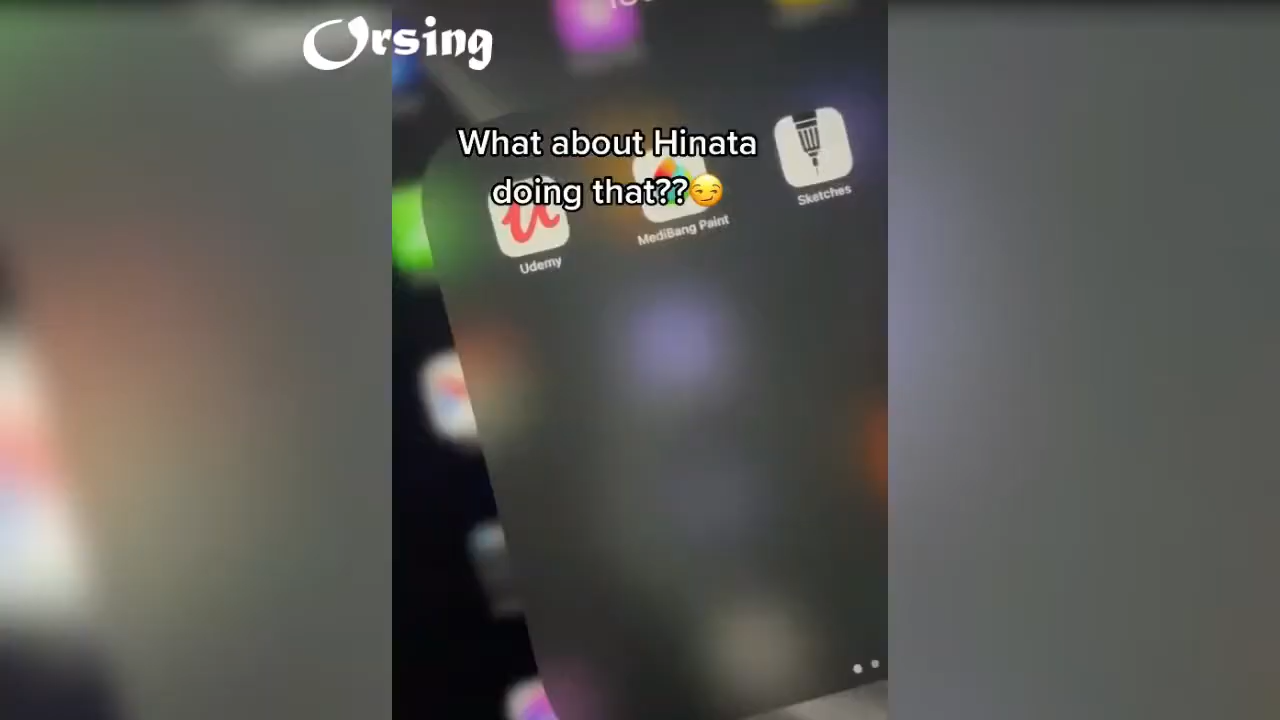 Orsing
What about Hinata
doing that??😏
Udemy
MediBang Paint
Sketches